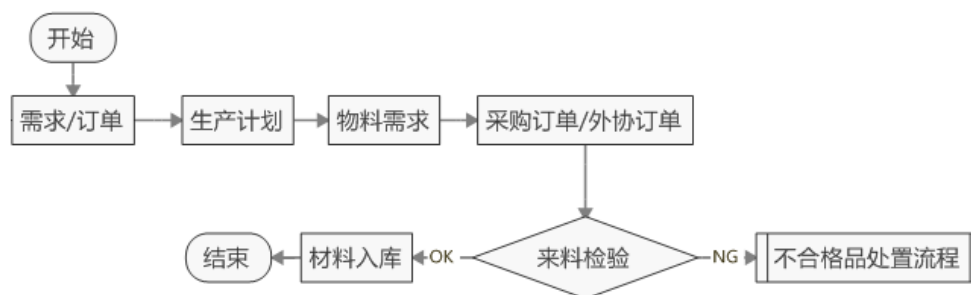 开始
需求/订单
生产计划
物料需求
采购订单/外协订单
结束
材料入库
OK
来料检验
NG
不合格品处置流程